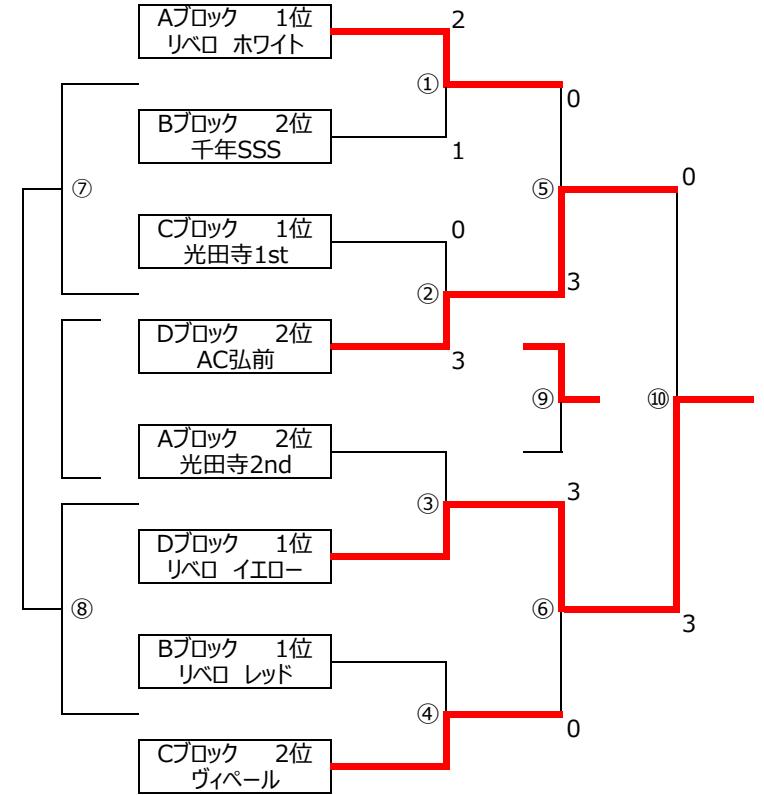 Aブロック 1位
リベロ ホワイト
2
①
0
Bブロック 2位
千年SSS
1
⑦
⑤
0
Cブロック 1位
光田寺1st
0
②
3
Dブロック 2位
AC弘前
3
⑨
⑩
Aブロック 2位
光田寺2nd
③
3
Dブロック 1位
リベロ イエロー
⑧
⑥
3
Bブロック 1位
リベロ レッド
④
0
Cブロック 2位
ヴィペール